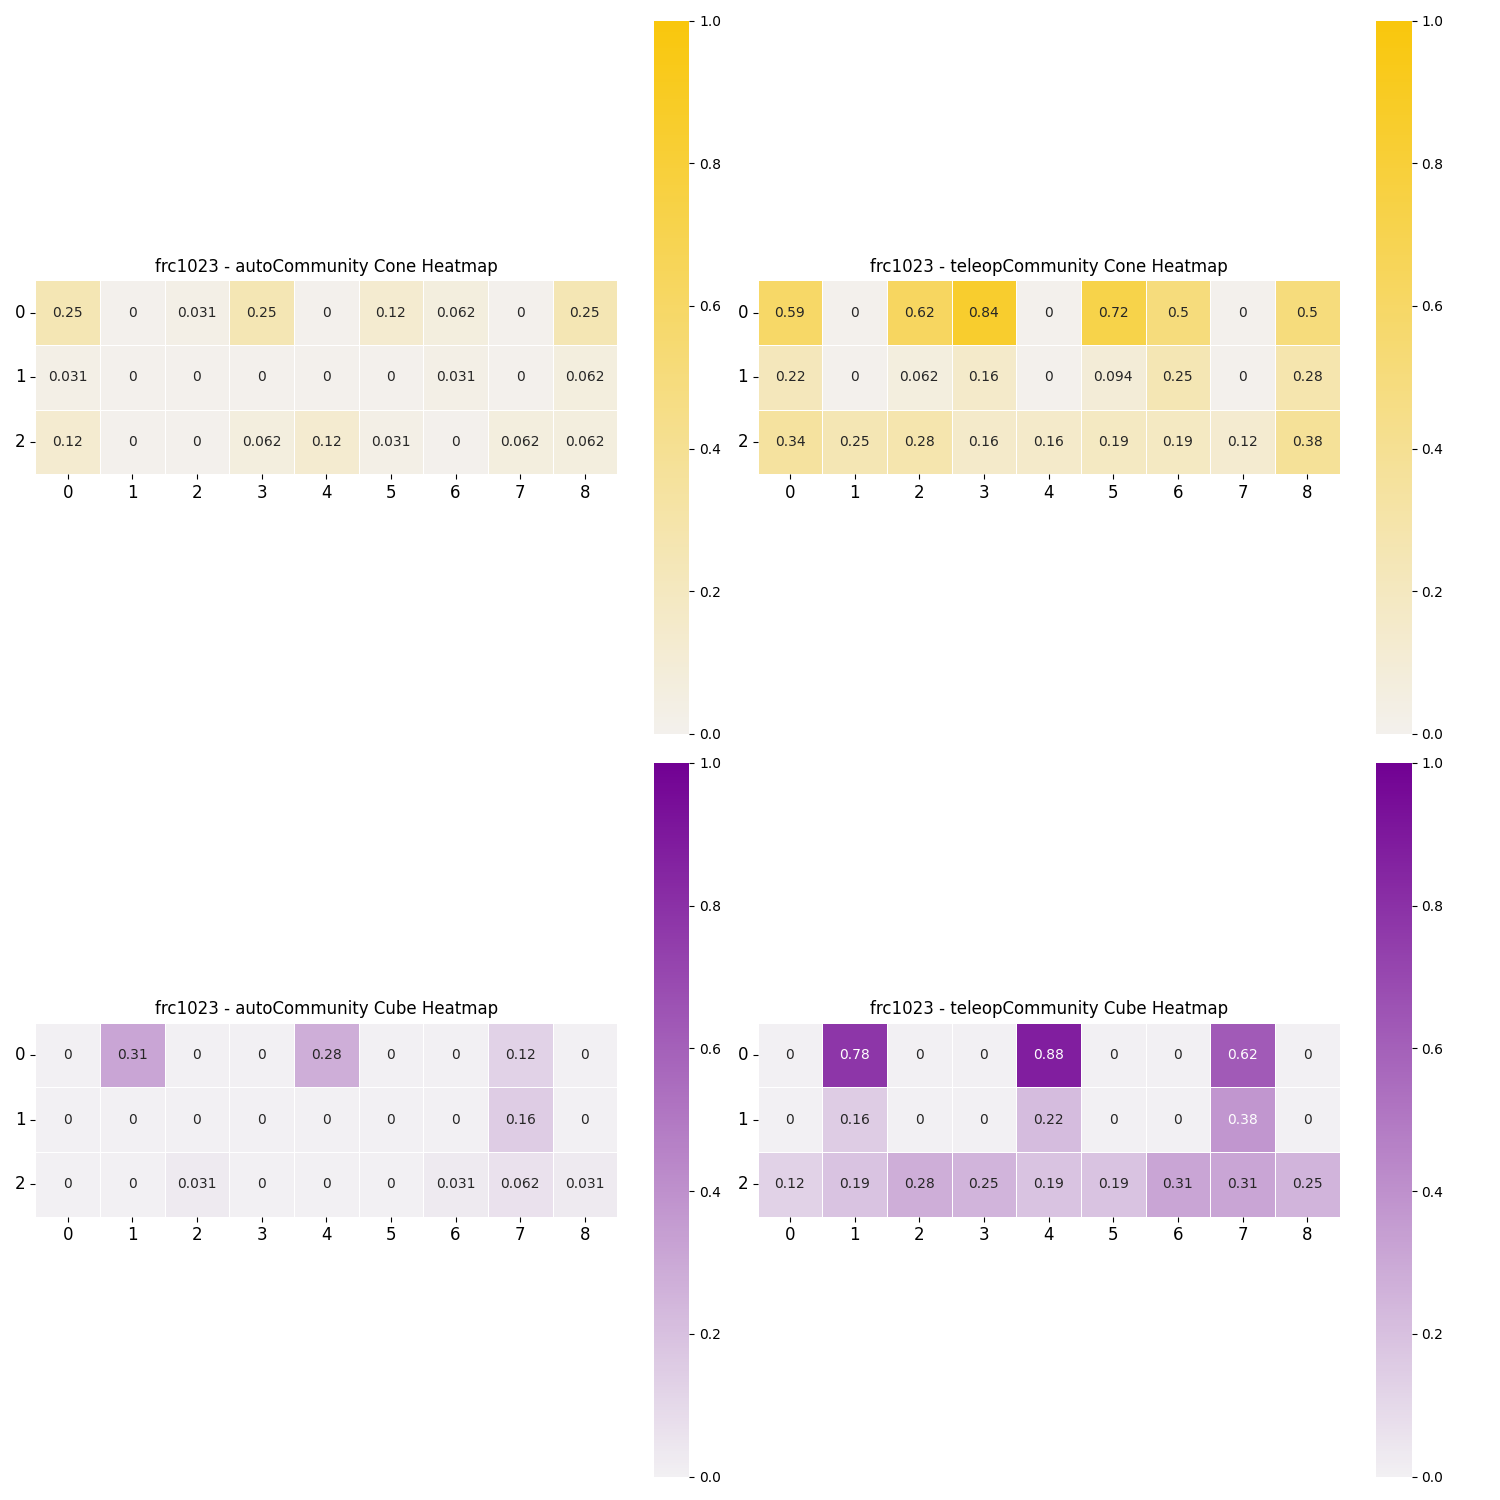 frc1023 - autoCommunity Cone Heatmap
0 0.25 0 0.031 0.25 0 0.12 0.062 0 0.25
1 0.031 0 0 0 0 0 0.031 0 0.062
2 0.12 0 0 0.062 0.12 0.031 0 0.062 0.062
0 1 2 3 4 5 6 7 8
1.0
0.8
0.6
0.4
0.2
0.0
frc1023 - teleopCommunity Cone Heatmap
0 0.59 0 0.62 0.84 0 0.72 0.5 0 0.5
1 0.22 0 0.062 0.16 0 0.094 0.25 0 0.28
2 0.34 0.25 0.28 0.16 0.16 0.19 0.19 0.12 0.38
0 1 2 3 4 5 6 7 8
1.0
0.8
0.6
0.4
0.2
0.0
frc1023 - autoCommunity Cube Heatmap
0 0 0.31 0 0 0.28 0 0 0.12 0
1 0 0 0 0 0 0 0 0.16 0
2 0 0 0.031 0 0 0 0.031 0.062 0.031
0 1 2 3 4 5 6 7 8
1.0
0.8
0.6
0.4
0.2
0.0
frc1023 - teleopCommunity Cube Heatmap
0 0 0.78 0 0 0.88 0 0 0.62 0
1 0 0.16 0 0 0.22 0 0 0.38 0
2 0.12 0.19 0.28 0.25 0.19 0.19 0.31 0.31 0.25
0 1 2 3 4 5 6 7 8
1.0
0.8
0.6
0.4
0.2
0.0